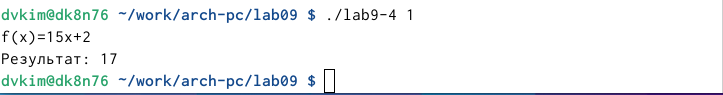 dvkim@dk8n76 ~/work/arch-pc/lab09 $ ./lab9-4 1
f(x)=15x+2
Результат: 17
dvkim@dk8n76 ~/work/arch-pc/lab09 $